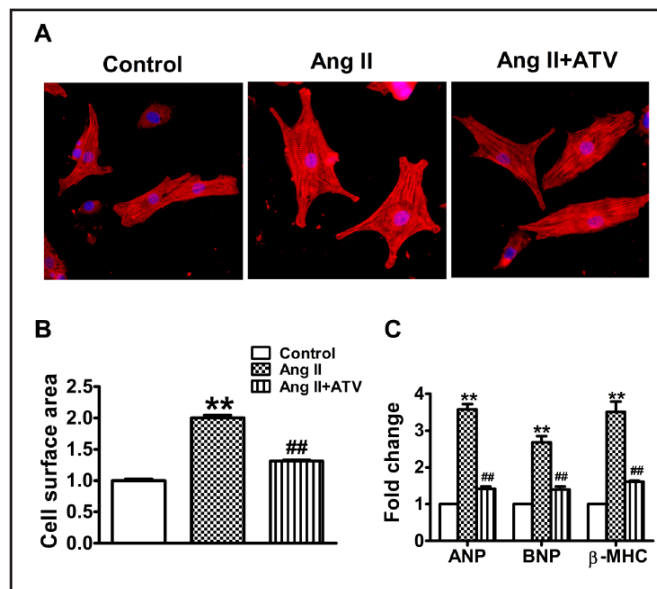 A
Control
Ang II
Ang II+ATV
B
Control
Ang II
Ang II+ATV
Cell surface area
2.5
2.0
1.5
1.0
0.5
0.0
**
##
C
Fold change
4
3
2
1
0
** ## ** ## ** ##
ANP BNP β-MHC